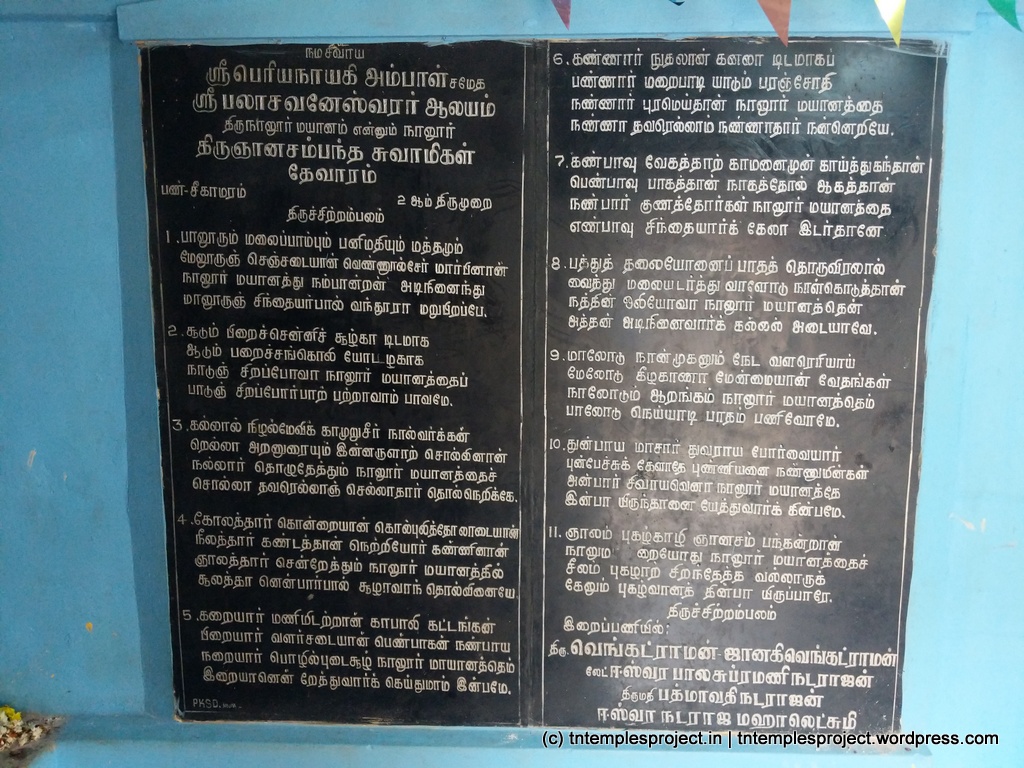 நமசிவாய
ஸ்ரீ பெரியநாயகி அம்பாள் சமேத
ஸ்ரீ பலாசவனேஸ்வரர் ஆலயம்
திருநாலூர் மயானம் என்னும் நாலூர்
திருஞானசம்பந்த சுவாமிகள்
தேவாரம்
பண்-சீகாமரம்
2 ஆம் திருமுறை
திருச்சிற்றம்பலம்
1. பாலூரும் மலைப்பாம்பும் பனிமதியும் மத்தமும்
மேலூருஞ் செஞ்சடையான் வெண்ணூல்சேர் மார்பினான்
நாலூர் மயானத்து நம்பான்றன் அடிநினைந்து
மாலூருஞ் சிந்தையர்பால் வந்தூரா மறுபிறப்பே.
2. சூடும் பிறைச்சென்னிச் சூழ்கா டிடமாக
ஆடும் பறைச்சங்கொலி யோடழகாக
நாடுஞ் சிறப்போவா நாலூர் மயானத்தைப்
பாடுஞ் சிறப்போர்பாற் பற்றாவாம் பாவமே.
3. கல்லால் நிழல்மேவிக் காமுறுசீர் நால்வர்க்கன்
றெல்லா அறனுரையும் இன்னருளாற் சொல்லினான்
நல்லார் தொழுதேத்தும் நாலூர் மயானத்தைச்
சொல்லா தவரெல்லாஞ் செல்லாதார் தொல்நெறிக்கே.
4. கோலத்தார் கொன்றையான் கொல்புலித்தோலாடையான்
நீலத்தார் கண்டத்தான் நெற்றியோர் கண்ணினான்
ஞாலத்தார் சென்றேத்தும் நாலூர் மயானத்தில்
சூலத்தா னென்பார்பால் சூழாவாந் தொல்வினையே.
5. கறையார் மணிமிடற்றான் காபாலி கட்டங்கன்
பிறையார் வளர்சடையான் பெண்பாகன் நண்பாய
நறையார் பொழில்புடைசூழ் நாலூர் மாயானத்தெம்
இறையானென் றேத்துவார்க் கெய்துமாம் இன்பமே.
PKSD.
6. கண்ணார் நுதலான் கனலா டிடமாகப்
பண்ணார் மறைபாடி யாடும் பரஞ்சோதி
நண்ணார் புரமெய்தான் நாலூர் மயானத்தை
நண்ணா தவரெல்லாம் நண்ணாதார் நன்னெறியே.
7. கண்பாவு வேகத்தாற் காமனைமுன் காய்த்துகந்தான்
பெண்பாவு பாகத்தான் நாகத்தோல் ஆகத்தான்
நண்பார் குணத்தோர்கள் நாலூர் மயானத்தை
எண்பாவு சிந்தையார்க் கேலா இடர்தானே.
8. பத்துத் தலையோனைப் பாதத் தொருவிரலால்
வைத்து மலையடர்த்து வாளோடு நாள்கொடுத்தான்
நத்தின் ஒலியோவா நாலூர் மயானத்தென்
அத்தன் அடிநினைவார்க் கல்லல் அடையாவே.
9. மாலோடு நான்முகனும் நேட வளரெரியாய்
மேலோடு கீழ்காணா மேன்மையான் வேதங்கள்
நாலோடும் ஆறங்கம் நாலூர் மயானத்தெம்
பாலோடு நெய்யாடி பாதம் பணிவோமே.
10. துன்பாய மாசார் துவராய போர்வையார்
புன்பேச்சுக் கேளாதே புண்ணியனை நண்ணுமின்கள்
அன்பார் சிவாயவெனா நாலூர் மயானத்தே
இன்பா யிருந்தானை யேத்துவார்க் கின்பமே.
11. ஞாலம் புகழ்காழி ஞானசம் பந்தன்றான்
நாலும றையோது நாலூர் மயானத்தைச்
சீலம் புகழாற் சிறந்தேத்த வல்லாருக்
கேலும் புகழ்வானத் தின்பா யிருப்பாரே.
திருச்சிற்றம்பலம்
இறைப்பணியில்:
திரு. வெங்கட்ராமன்-ஜானகிவெங்கட்ராமன்
லேட் ஈஸ்வர பாலசுப்ரமணிநடராஜன்
திருமதி பத்மாவதிநடராஜன்
ஈஸ்வர நடராஜ மஹாலெட்சுமி
(c) tntemplesproject.in | tntemplesproject.wordpress.com